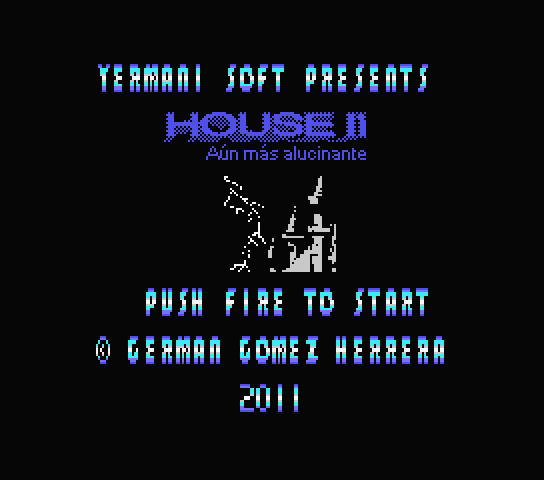 YERMANI SOFT PRESENTS
HOUSE II
Aún más alucinante
PUSH FIRE TO START
© GERMAN GOMEZ HERRERA
2011